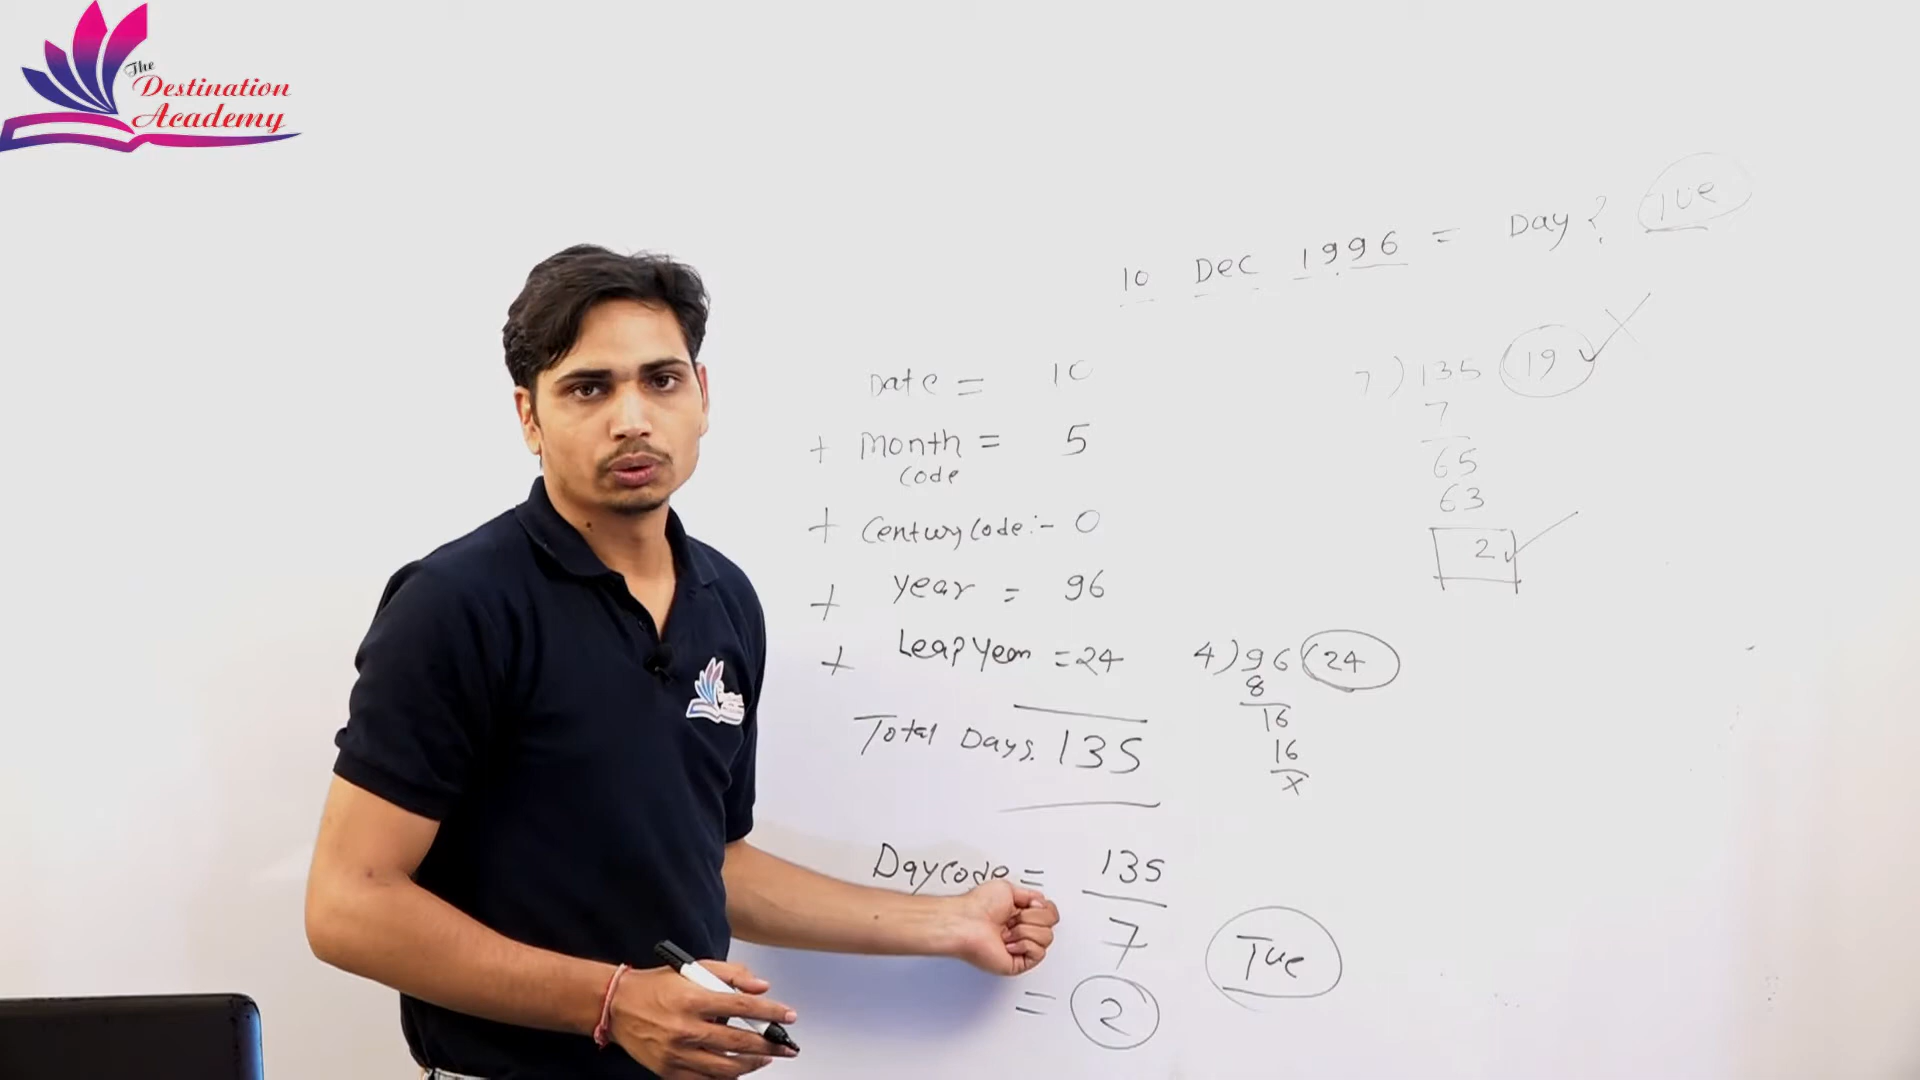 The
Destination
Academy
10 Dec 1996 = Day? Tue
Date = 10
+ Month = 5
code
+ Century code :- 0
+ Year = 96
+ Leap Year = 24
Total Days. 135
Daycode = 135
7
= 2
Tue
7 ) 135 ( 19
7
65
63
2
4 ) 96 ( 24
8
16
16
x